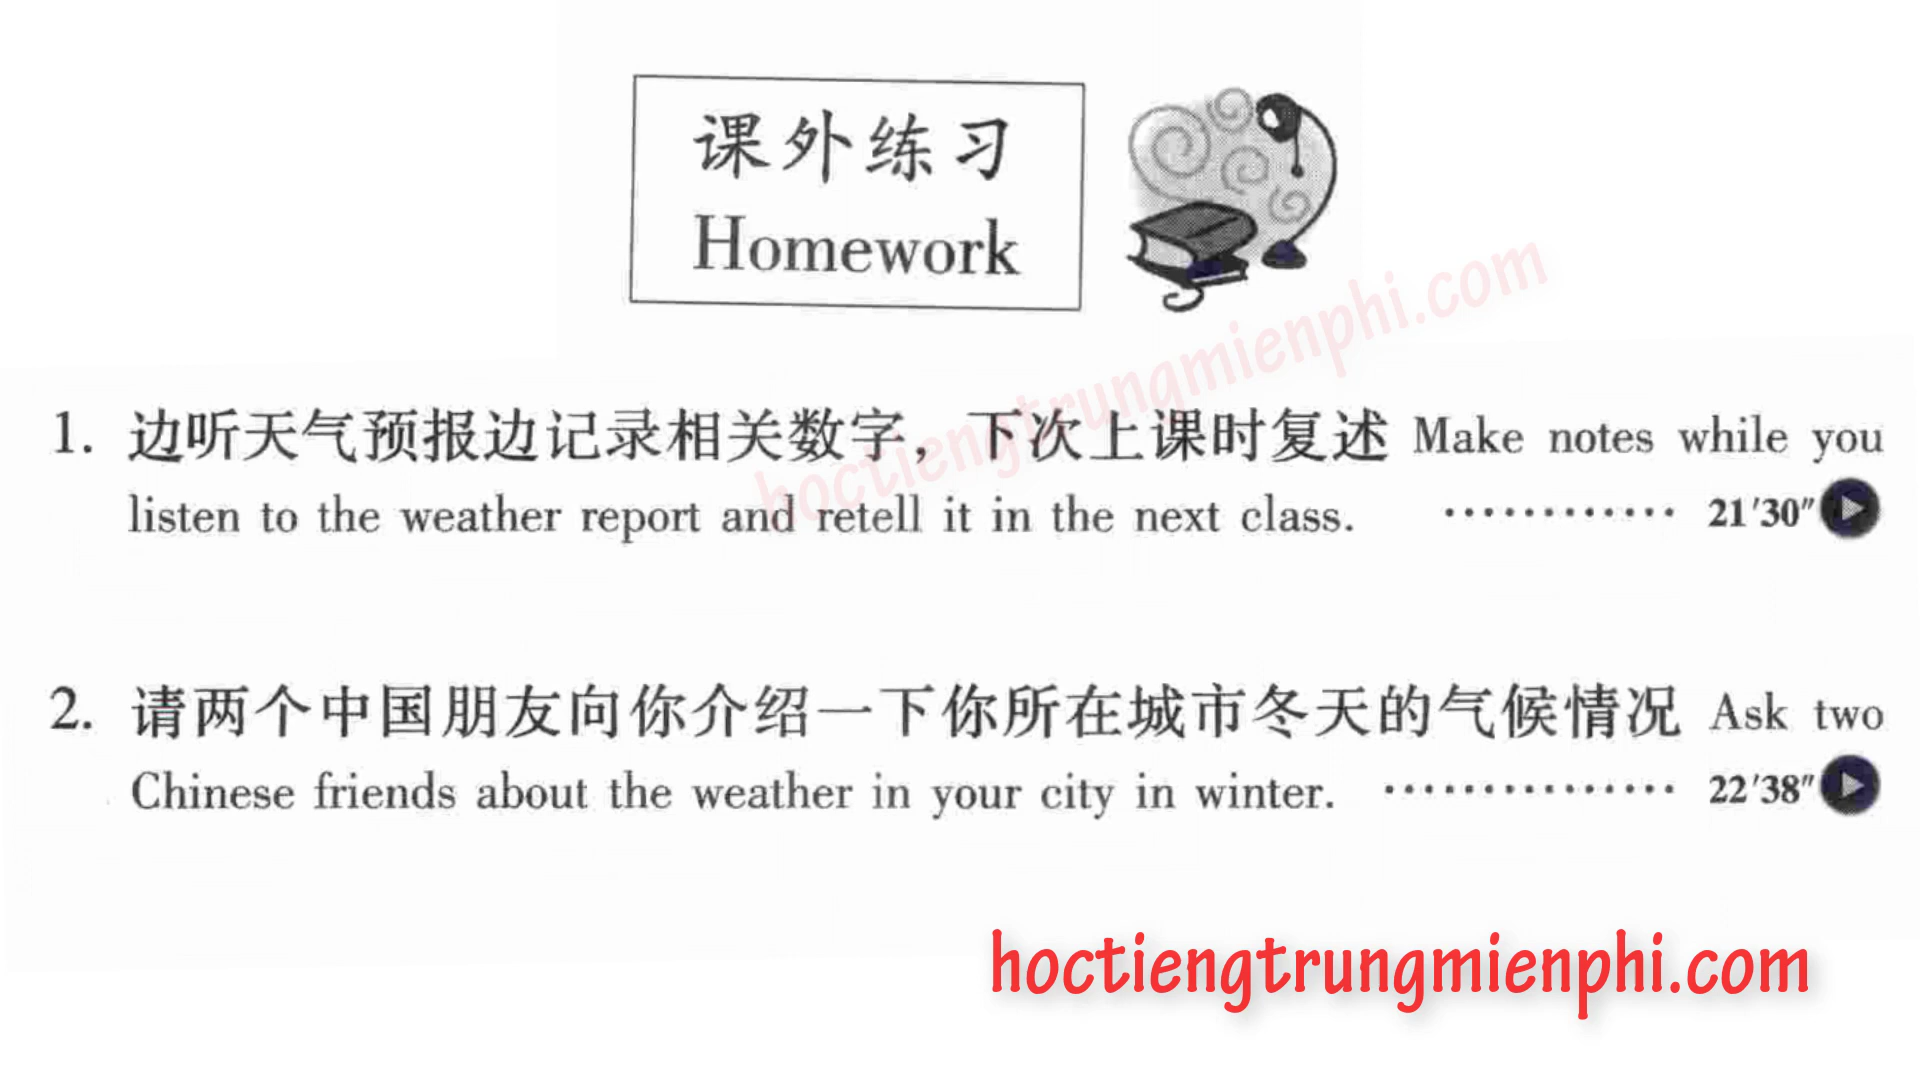 课外练习
Homework
1. 边听天气预报边记录相关数字，下次上课时复述 Make notes while you
listen to the weather report and retell it in the next class. ············ 21′30″
2. 请两个中国朋友向你介绍一下你所在城市冬天的气候情况 Ask two
Chinese friends about the weather in your city in winter. ··············· 22′38″
hoctiengtrungmienphi.com
hoctiengtrungmienphi.com